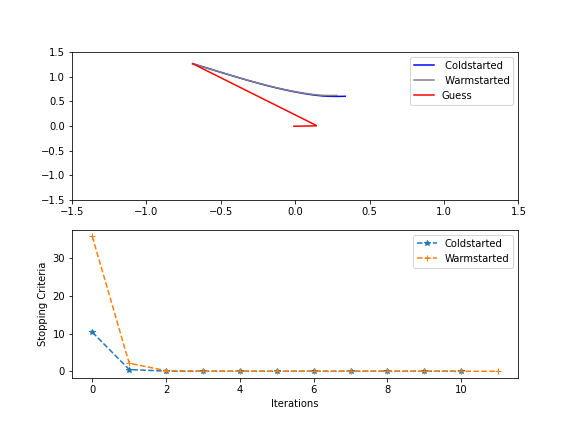 1.5
1.0
0.5
0.0
−0.5
−1.0
−1.5
−1.5 −1.0 −0.5 0.0 0.5 1.0 1.5
Coldstarted
Warmstarted
Guess
Stopping Criteria
30
20
10
0
0 2 4 6 8 10
Iterations
Coldstarted
Warmstarted